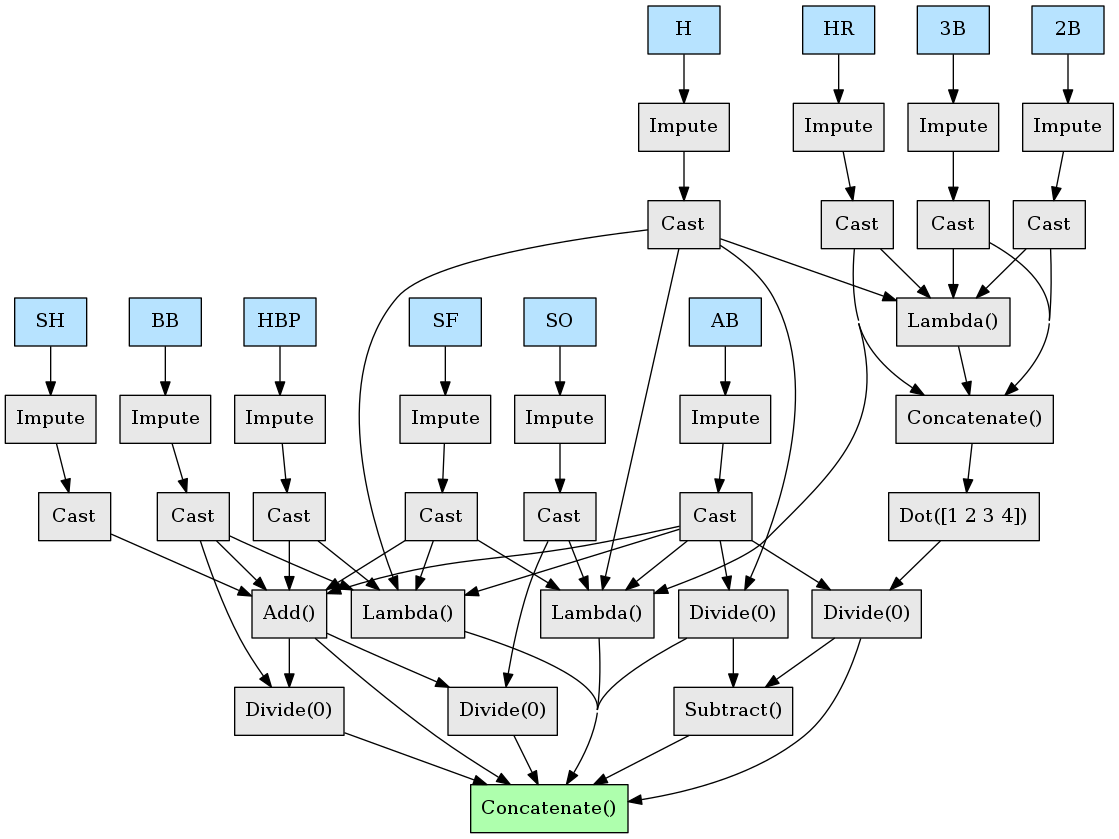 H
HR
3B
2B
Impute
Impute
Impute
Impute
Cast
Cast
Cast
Cast
SH
BB
HBP
SF
SO
AB
Lambda()
Impute
Impute
Impute
Impute
Impute
Impute
Concatenate()
Cast
Cast
Cast
Cast
Cast
Cast
Dot([1 2 3 4])
Add()
Lambda()
Lambda()
Divide(0)
Divide(0)
Divide(0)
Divide(0)
Subtract()
Concatenate()